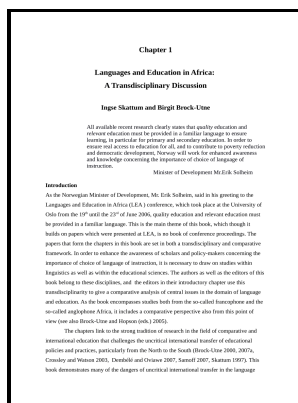 Chapter 1
Languages and Education in Africa:
A Transdisciplinary Discussion
Ingse Skattum and Birgit Brock-Utne
All available recent research clearly states that quality education and
relevant education must be provided in a familiar language to ensure
learning, in particular for primary and secondary education. In order to
ensure real access to education for all, and to contribute to poverty reduction
and democratic development, Norway will work for enhanced awareness
and knowledge concerning the importance of choice of language of
instruction.
Minister of Development Mr.Erik Solheim
Introduction
As the Norwegian Minister of Development, Mr. Erik Solheim, said in his greeting to the
Languages and Education in Africa (LEA ) conference, which took place at the University of
Oslo from the 19th until the 23rd of June 2006, quality education and relevant education must
be provided in a familiar language. This is the main theme of this book, which though it
builds on papers which were presented at LEA, is no book of conference proceedings. The
papers that form the chapters in this book are set in both a transdisciplinary and comparative
framework. In order to enhance the awareness of scholars and policy-makers concerning the
importance of choice of language of instruction, it is necessary to draw on studies within
linguistics as well as within the educational sciences. The authors as well as the editors of this
book belong to these disciplines, and the editors in their introductory chapter use this
transdisciplinarity to give a comparative analysis of central issues in the domain of language
and education. As the book encompasses studies both from the so-called francophone and the
so-called anglophone Africa, it includes a comparative perspective also from this point of
view (see also Brock-Utne and Hopson (eds.) 2005).
The chapters link to the strong tradition of research in the field of comparative and
international education that challenges the uncritical international transfer of educational
policies and practices, particularly from the North to the South (Brock-Utne 2000, 2007a,
Crossley and Watson 2003, Dembélé and Oviawe 2007, Samoff 2007, Watkins 1997). This
book demonstrates many of the dangers of uncritical international transfer in the language